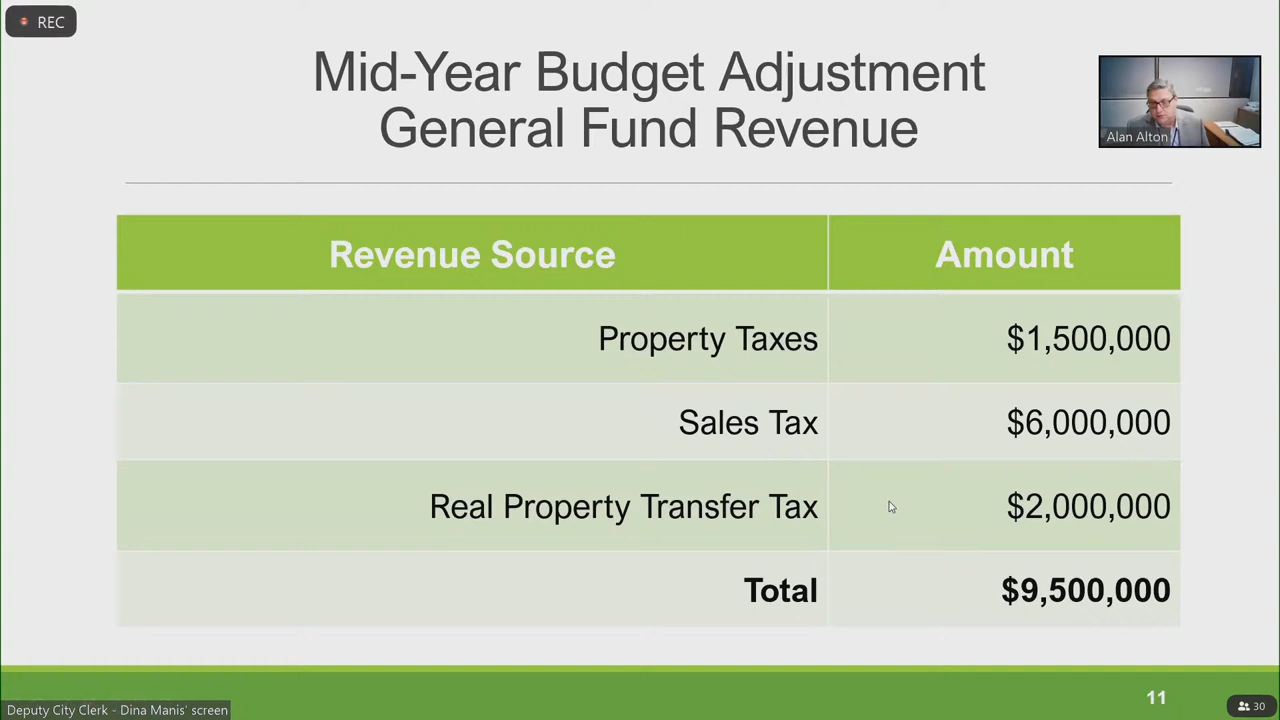 REC
Mid-Year Budget Adjustment
General Fund Revenue
Alan Alton
Revenue Source Amount
Property Taxes $1,500,000
Sales Tax $6,000,000
Real Property Transfer Tax $2,000,000
Total $9,500,000
11
Deputy City Clerk - Dina Manis' screen
30